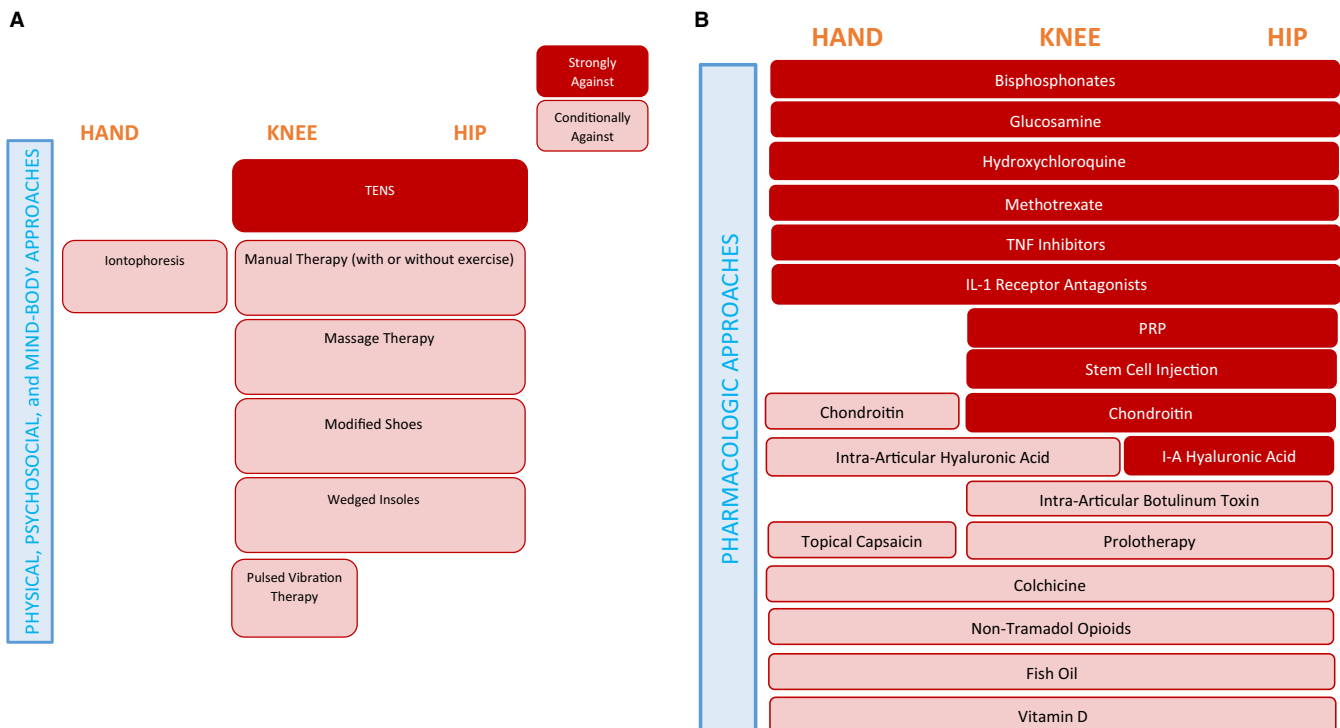 A
Strongly
Against
Conditionally
Against
HAND
KNEE
HIP
PHYSICAL, PSYCHOSOCIAL, and MIND-BODY APPROACHES
TENS
Iontophoresis
Manual Therapy (with or without exercise)
Massage Therapy
Modified Shoes
Wedged Insoles
Pulsed Vibration
Therapy
B
HAND
KNEE
HIP
PHARMACOLOGIC APPROACHES
Bisphosphonates
Glucosamine
Hydroxychloroquine
Methotrexate
TNF Inhibitors
IL-1 Receptor Antagonists
PRP
Stem Cell Injection
Chondroitin
Chondroitin
Intra-Articular Hyaluronic Acid
I-A Hyaluronic Acid
Intra-Articular Botulinum Toxin
Topical Capsaicin
Prolotherapy
Colchicine
Non-Tramadol Opioids
Fish Oil
Vitamin D